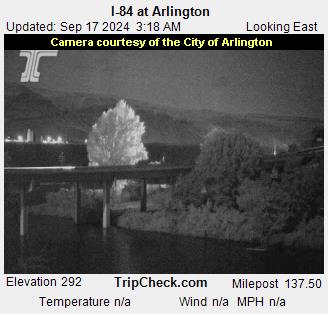 I-84 at Arlington
Updated: Sep 17 2024 3:18 AM Looking East
Camera courtesy of the City of Arlington
Elevation 292 TripCheck.com Milepost 137.50
Temperature n/a Wind n/a MPH n/a